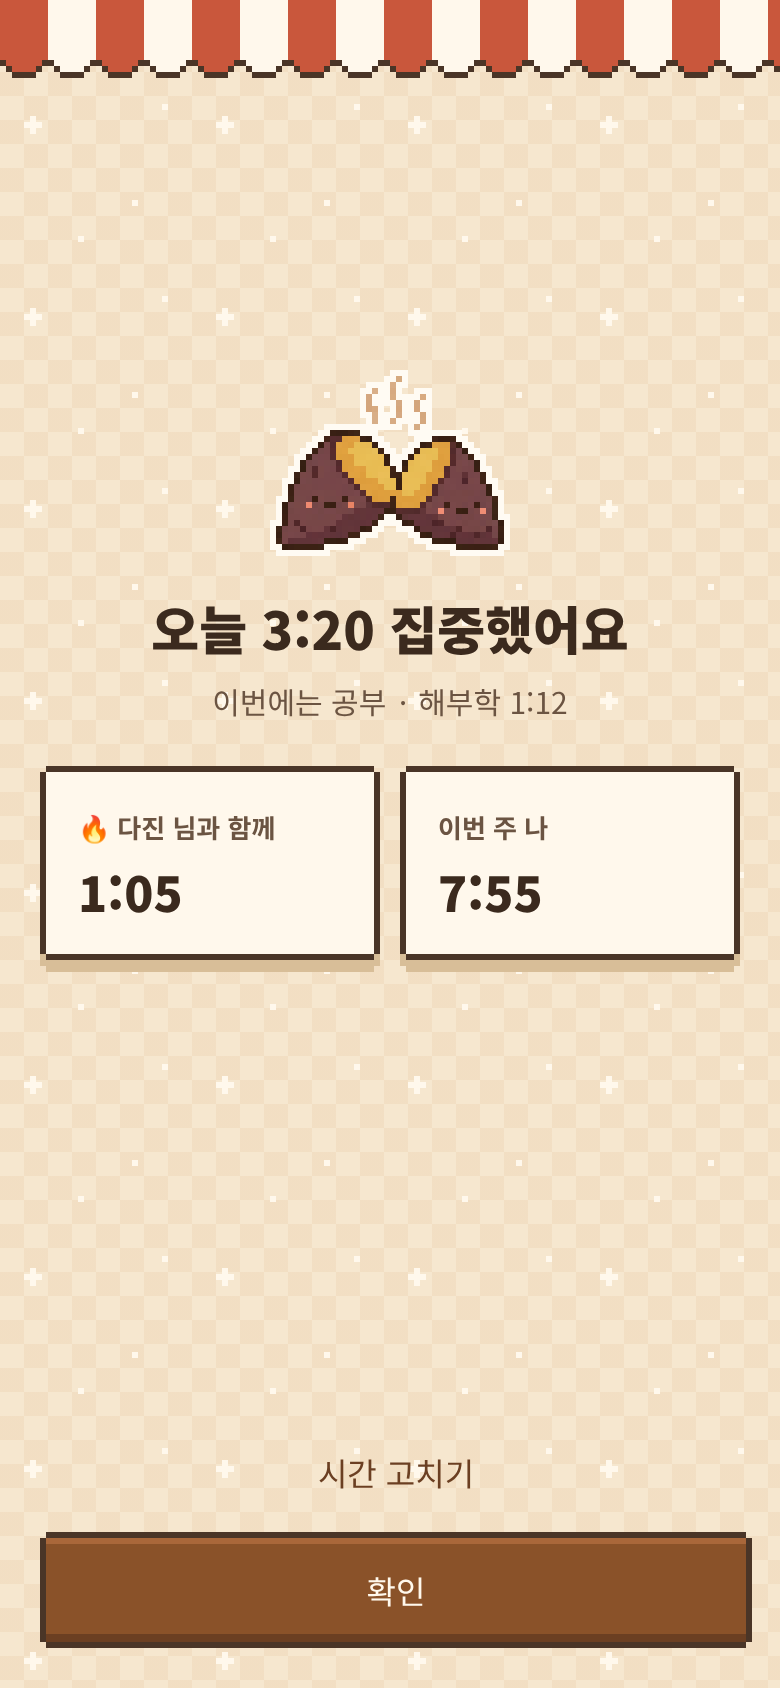 오늘 3:20 집중했어요
이번에는 공부 · 해부학 1:12
🔥 다진 님과 함께
1:05
이번 주 나
7:55
시간 고치기
확인